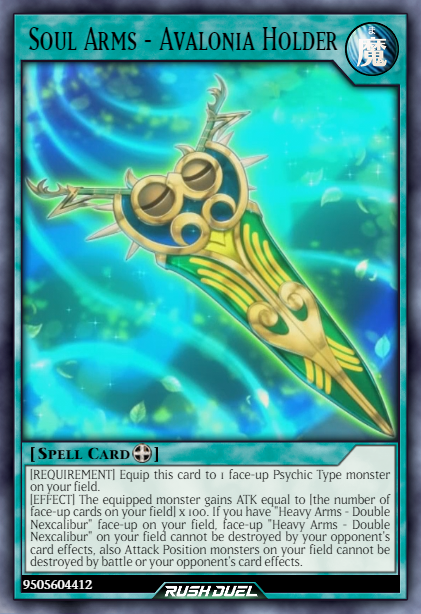 Soul Arms - Avalonia Holder
ま
魔
[Spell Card]
[REQUIREMENT] Equip this card to 1 face-up Psychic Type monster
on your field.
[EFFECT] The equipped monster gains ATK equal to [the number of
face-up cards on your field] x 100. If you have "Heavy Arms - Double
Nexcalibur" face-up on your field, face-up "Heavy Arms - Double
Nexcalibur" on your field cannot be destroyed by your opponent's
card effects, also Attack Position monsters on your field cannot be
destroyed by battle or your opponent's card effects.
9505604412
RUSH DUEL